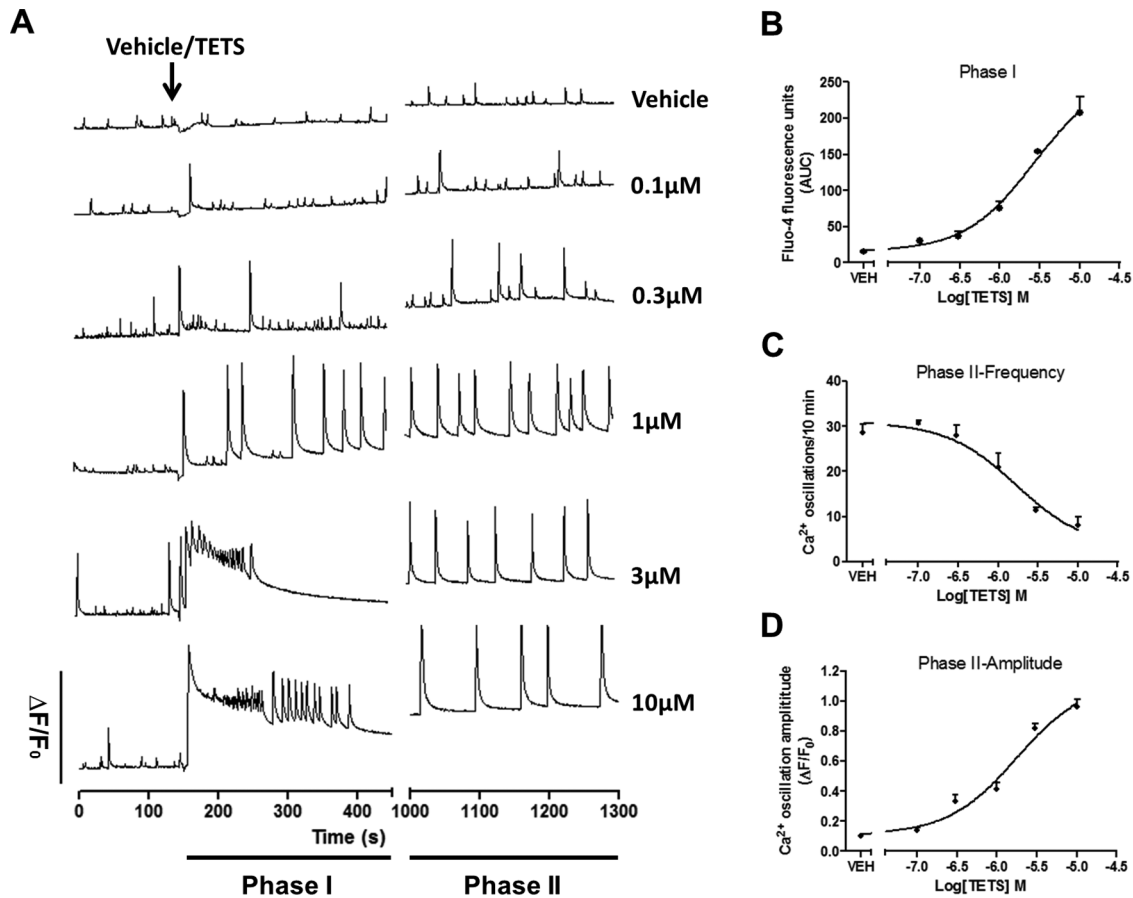 A
Vehicle/TETS
Vehicle
0.1μM
0.3μM
1μM
3μM
10μM
ΔF/F0
0 100 200 300 400 1000 1100 1200 1300
Time (s)
Phase I Phase II
B
Phase I
Fluo-4 fluorescence units
(AUC)
250
200
150
100
50
0
VEH -7.0 -6.5 -6.0 -5.5 -5.0 -4.5
Log[TETS] M
C
Phase II-Frequency
Ca2+ oscillations/10 min
40
30
20
10
0
VEH -7.0 -6.5 -6.0 -5.5 -5.0 -4.5
Log[TETS] M
D
Phase II-Amplitude
Ca2+ oscillation ampltitude
(ΔF/F0)
1.2
1.0
0.8
0.6
0.4
0.2
0.0
VEH -7.0 -6.5 -6.0 -5.5 -5.0 -4.5
Log[TETS] M